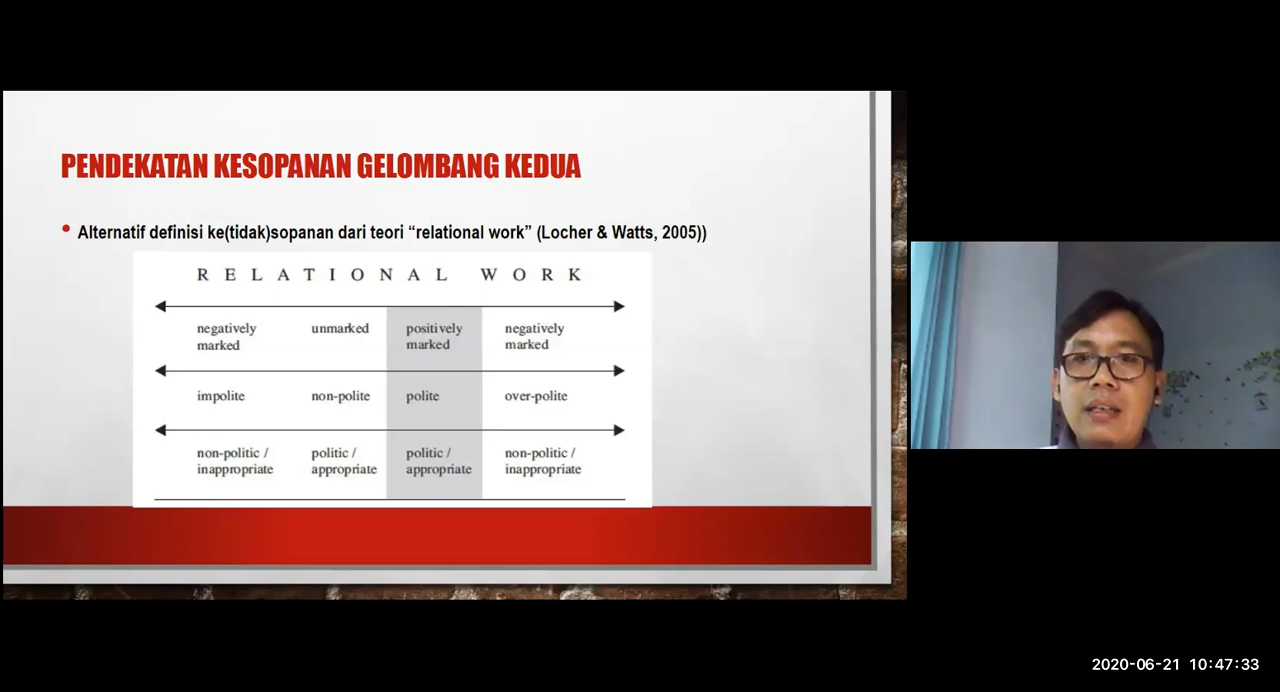 PENDEKATAN KESOPANAN GELOMBANG KEDUA
• Alternatif definisi ke(tidak)sopanan dari teori “relational work” (Locher & Watts, 2005))
RELATIONAL WORK
negatively marked unmarked positively marked negatively marked
impolite non-polite polite over-polite
non-politic / inappropriate politic / appropriate politic / appropriate non-politic / inappropriate
2020-06-21 10:47:33